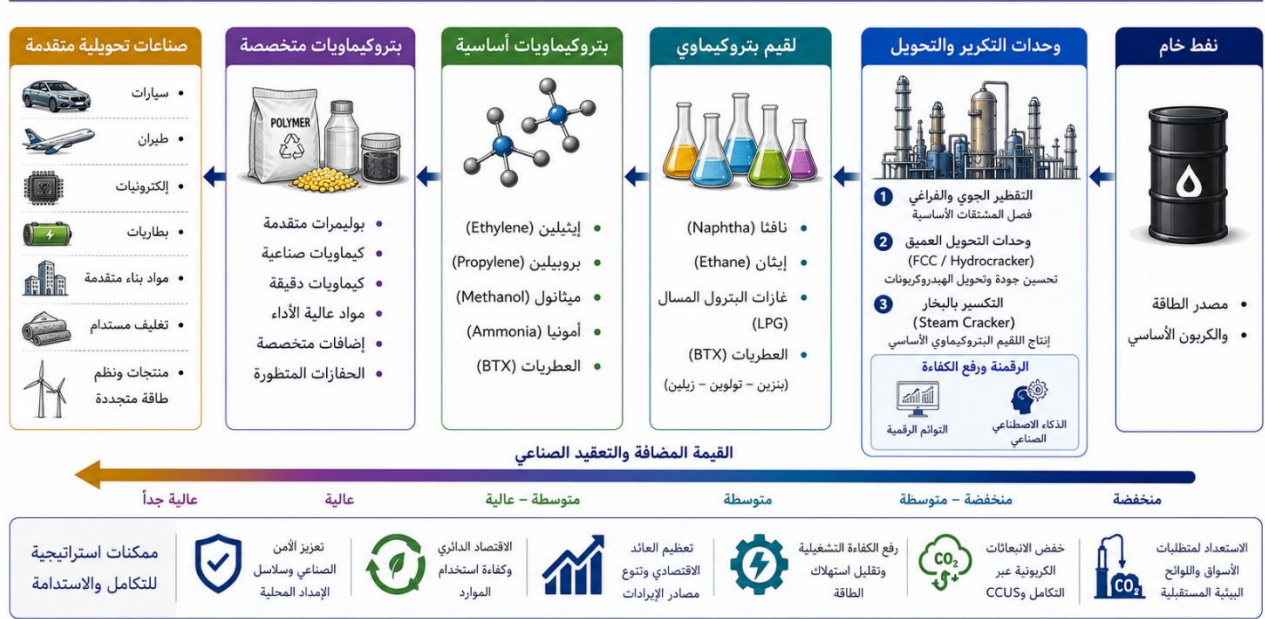 نفط خام
مصدر الطاقة
والكربون الأساسي
وحدات التكرير والتحويل
1
التقطير الجوي والفراغي
فصل المشتقات الأساسية
2
وحدات التحويل العميق
(FCC / Hydrocracker)
تحسين جودة وتحويل الهيدروكربونات
3
التكسير بالبخار
(Steam Cracker)
إنتاج اللقيم البتروكيماوي الأساسي
الرقمنة ورفع الكفاءة
الذكاء الاصطناعي
الصناعي
التوائم الرقمية
لقيم بتروكيماوي
نافثا (Naphtha)
إيثان (Ethane)
غازات البترول المسال
(LPG)
العطريات (BTX)
(بنزين – تولوين – زيلين)
بتروكيماويات أساسية
إيثيلين (Ethylene)
بروبيلين (Propylene)
ميثانول (Methanol)
أمونيا (Ammonia)
العطريات (BTX)
بتروكيماويات متخصصة
POLYMER
بوليمرات متقدمة
كيماويات صناعية
كيماويات دقيقة
مواد عالية الأداء
إضافات متخصصة
الحفازات المتطورة
صناعات تحويلية متقدمة
سيارات
طيران
إلكترونيات
بطاريات
مواد بناء متقدمة
تغليف مستدام
منتجات ونظم
طاقة متجددة
القيمة المضافة والتعقيد الصناعي
منخفضة
منخفضة – متوسطة
متوسطة
متوسطة – عالية
عالية
عالية جداً
الاستعداد لمتطلبات
الأسواق واللوائح
البيئية المستقبلية
CO₂
خفض الانبعاثات
الكربونية عبر
التكامل وCCUS
CO₂
رفع الكفاءة التشغيلية
وتقليل استهلاك
الطاقة
تعظيم العائد
الاقتصادي وتنوع
مصادر الإيرادات
الاقتصاد الدائري
وكفاءة استخدام
الموارد
تعزيز الأمن
الصناعي وسلاسل
الإمداد المحلية
ممكنات استراتيجية
للتكامل والاستدامة